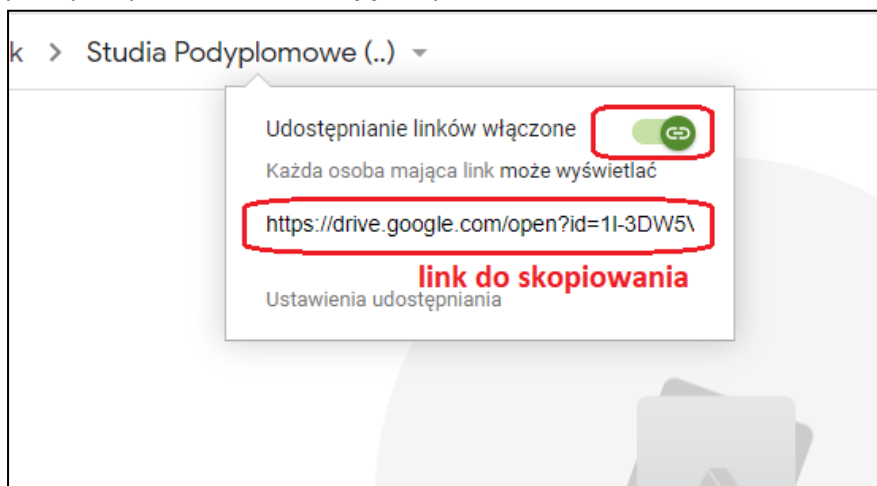 k > Studia Podyplomowe (..)
Udostępnianie linków włączone
Każda osoba mająca link może wyświetlać
https://drive.google.com/open?id=1I-3DW5V
link do skopiowania
Ustawienia udostępniania